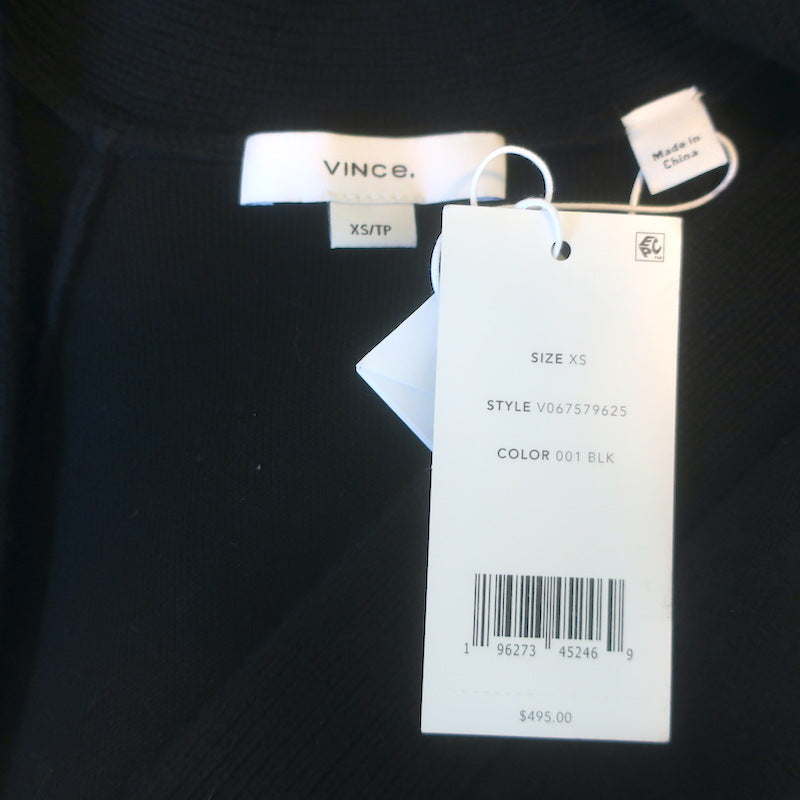 VINCE.
XS/TP
Made in
China
EPC
SIZE XS
STYLE V067579625
COLOR 001 BLK
1 96273 45246 9
$495.00